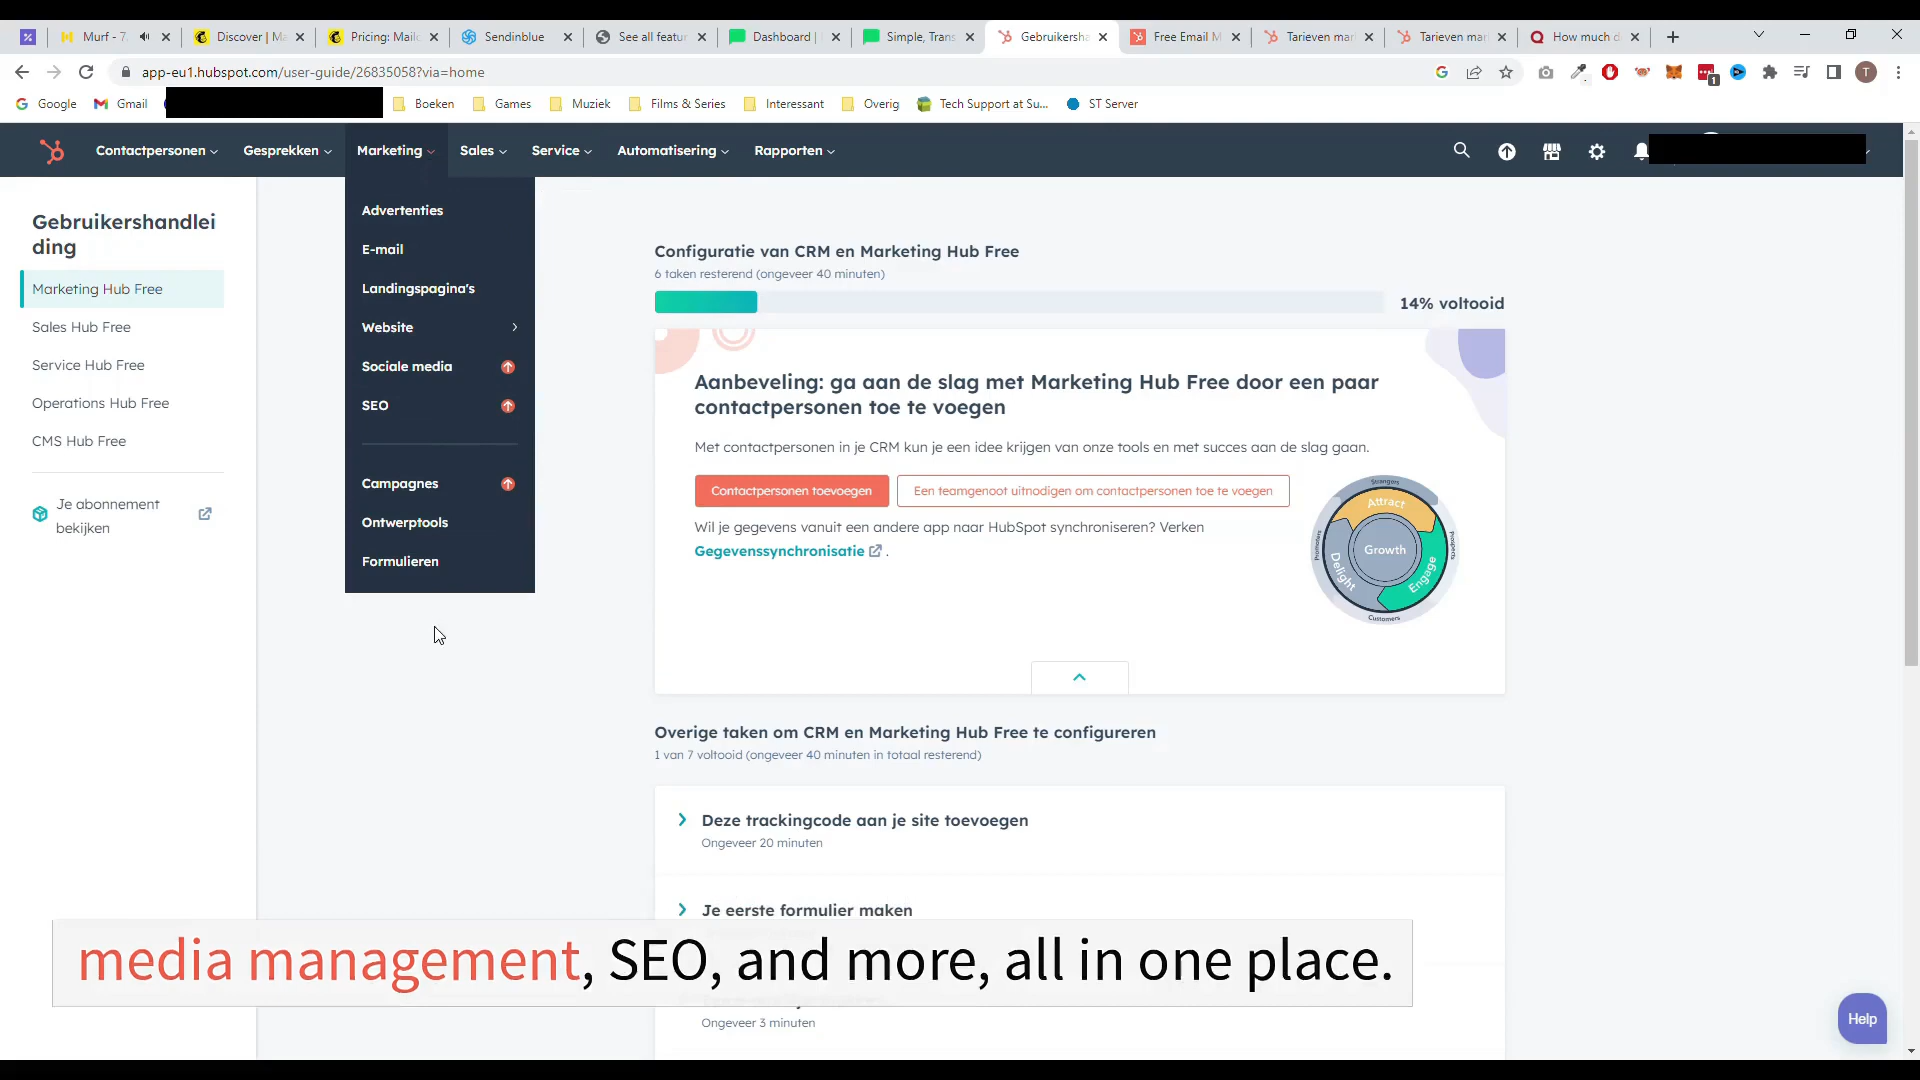 Murf - 7.
Discover | Ma
Pricing: Mailc
Sendinblue
See all featur
Dashboard |
Simple, Trans
Gebruikersha
Free Email M
Tarieven mar
Tarieven mar
How much d
app-eu1.hubspot.com/user-guide/26835058?via=home
1
T
Google
Gmail
Boeken
Games
Muziek
Films & Series
Interessant
Overig
Tech Support at Su...
ST Server
Contactpersonen
Gesprekken
Marketing
Sales
Service
Automatisering
Rapporten
Gebruikershandlei
ding
Marketing Hub Free
Sales Hub Free
Service Hub Free
Operations Hub Free
CMS Hub Free
Je abonnement
bekijken
Advertenties
E-mail
Landingspagina's
Website
Sociale media
SEO
Campagnes
Ontwerptools
Formulieren
Configuratie van CRM en Marketing Hub Free
6 taken resterend (ongeveer 40 minuten)
14% voltooid
Aanbeveling: ga aan de slag met Marketing Hub Free door een paar
contactpersonen toe te voegen
Met contactpersonen in je CRM kun je een idee krijgen van onze tools en met succes aan de slag gaan.
Contactpersonen toevoegen
Een teamgenoot uitnodigen om contactpersonen toe te voegen
Wil je gegevens vanuit een andere app naar HubSpot synchroniseren? Verken
Gegevenssynchronisatie .
Strangers
Attract
Prospects
Engage
Customers
Delight
Promoters
Growth
Overige taken om CRM en Marketing Hub Free te configureren
1 van 7 voltooid (ongeveer 40 minuten in totaal resterend)
Deze trackingcode aan je site toevoegen
Ongeveer 20 minuten
Je eerste formulier maken
media management, SEO, and more, all in one place.
Ongeveer 3 minuten
Help